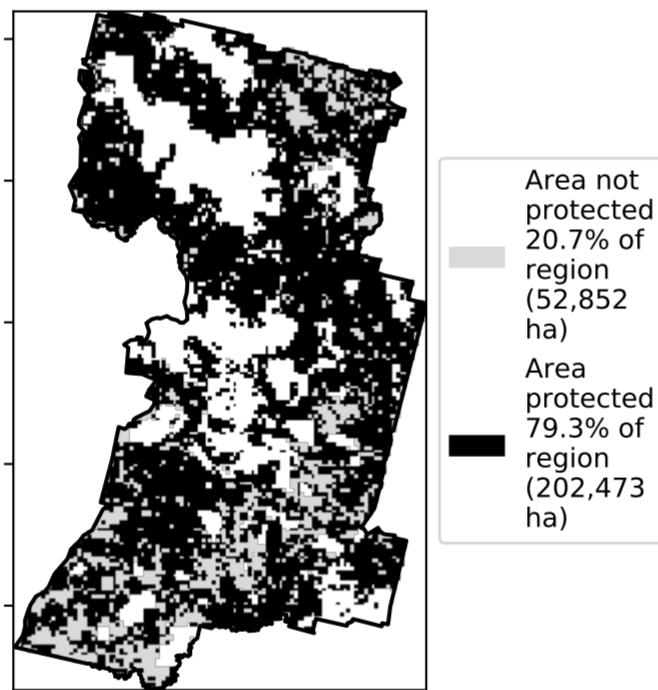 Area not
protected
20.7% of
region
(52,852
ha)
Area
protected
79.3% of
region
(202,473
ha)